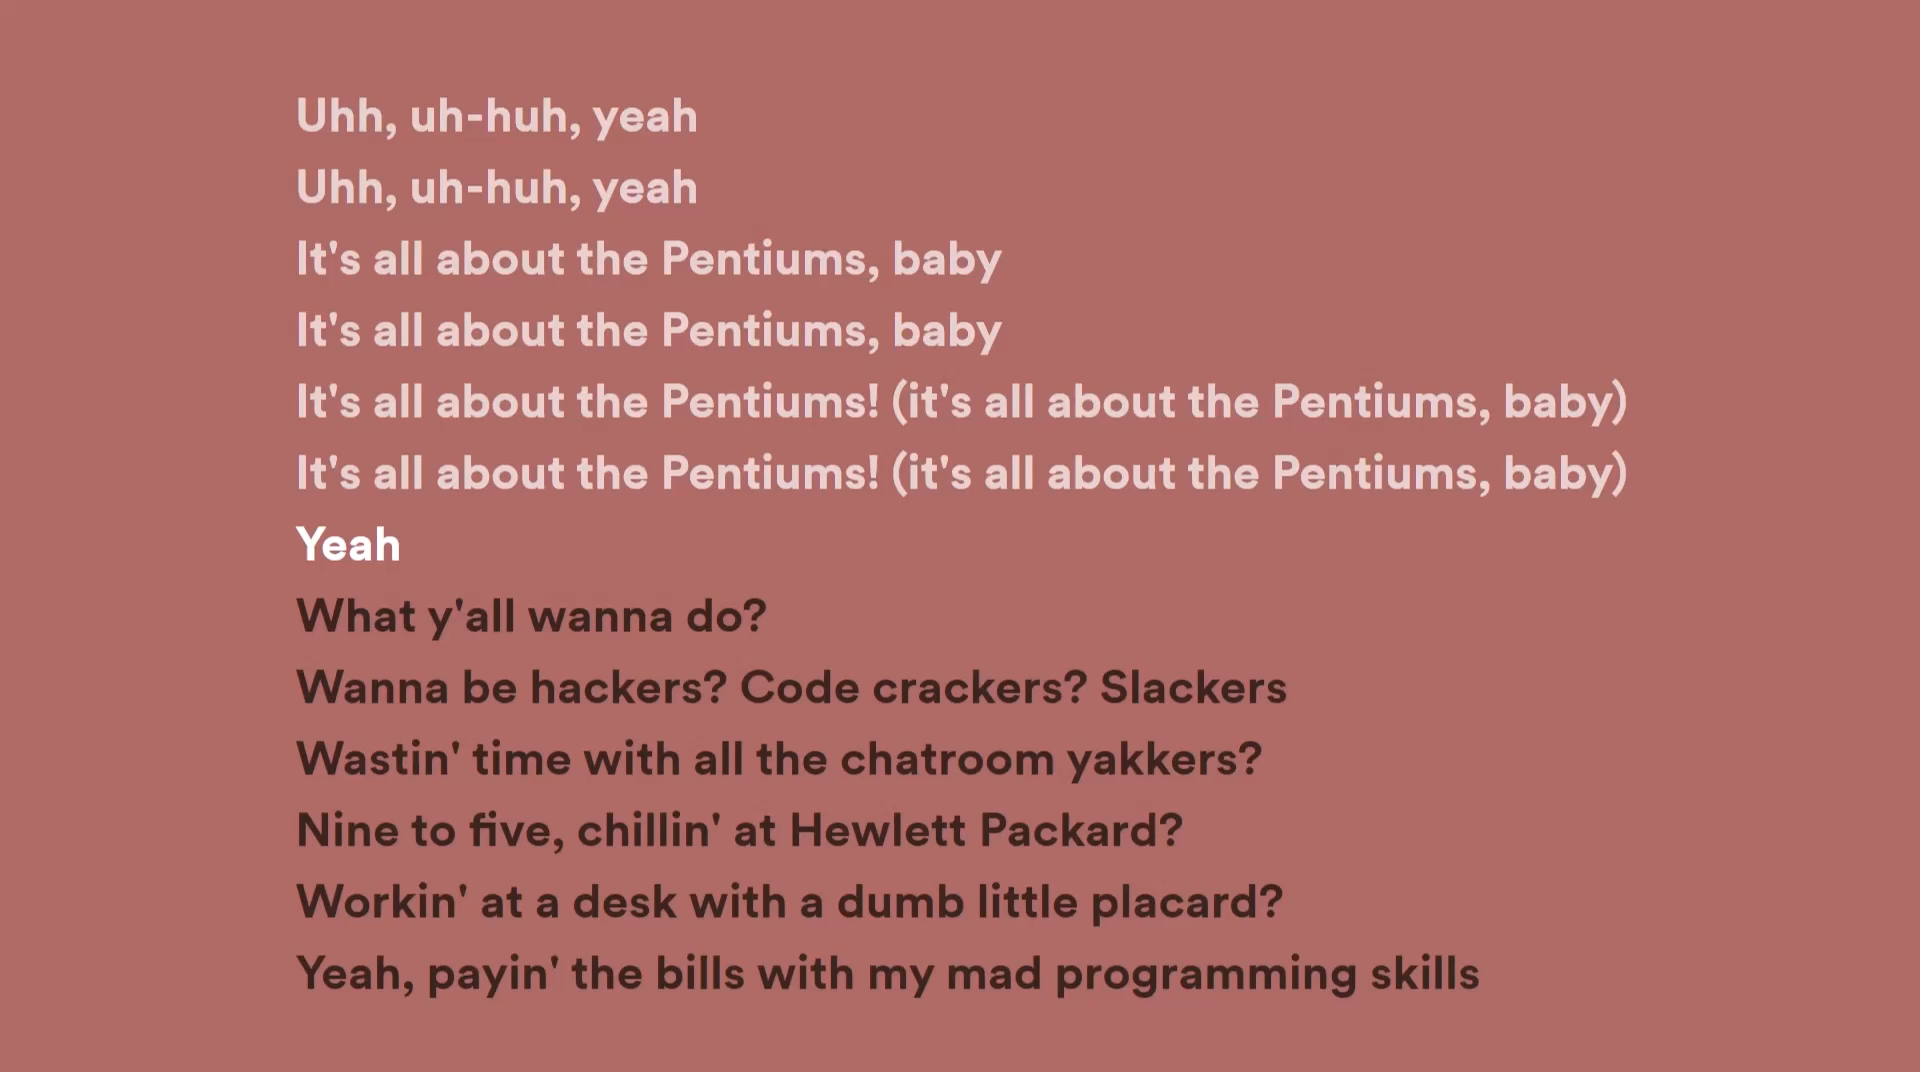 Uhh, uh-huh, yeah
Uhh, uh-huh, yeah
It's all about the Pentiums, baby
It's all about the Pentiums, baby
It's all about the Pentiums! (it's all about the Pentiums, baby)
It's all about the Pentiums! (it's all about the Pentiums, baby)
Yeah
What y'all wanna do?
Wanna be hackers? Code crackers? Slackers
Wastin' time with all the chatroom yakkers?
Nine to five, chillin' at Hewlett Packard?
Workin' at a desk with a dumb little placard?
Yeah, payin' the bills with my mad programming skills